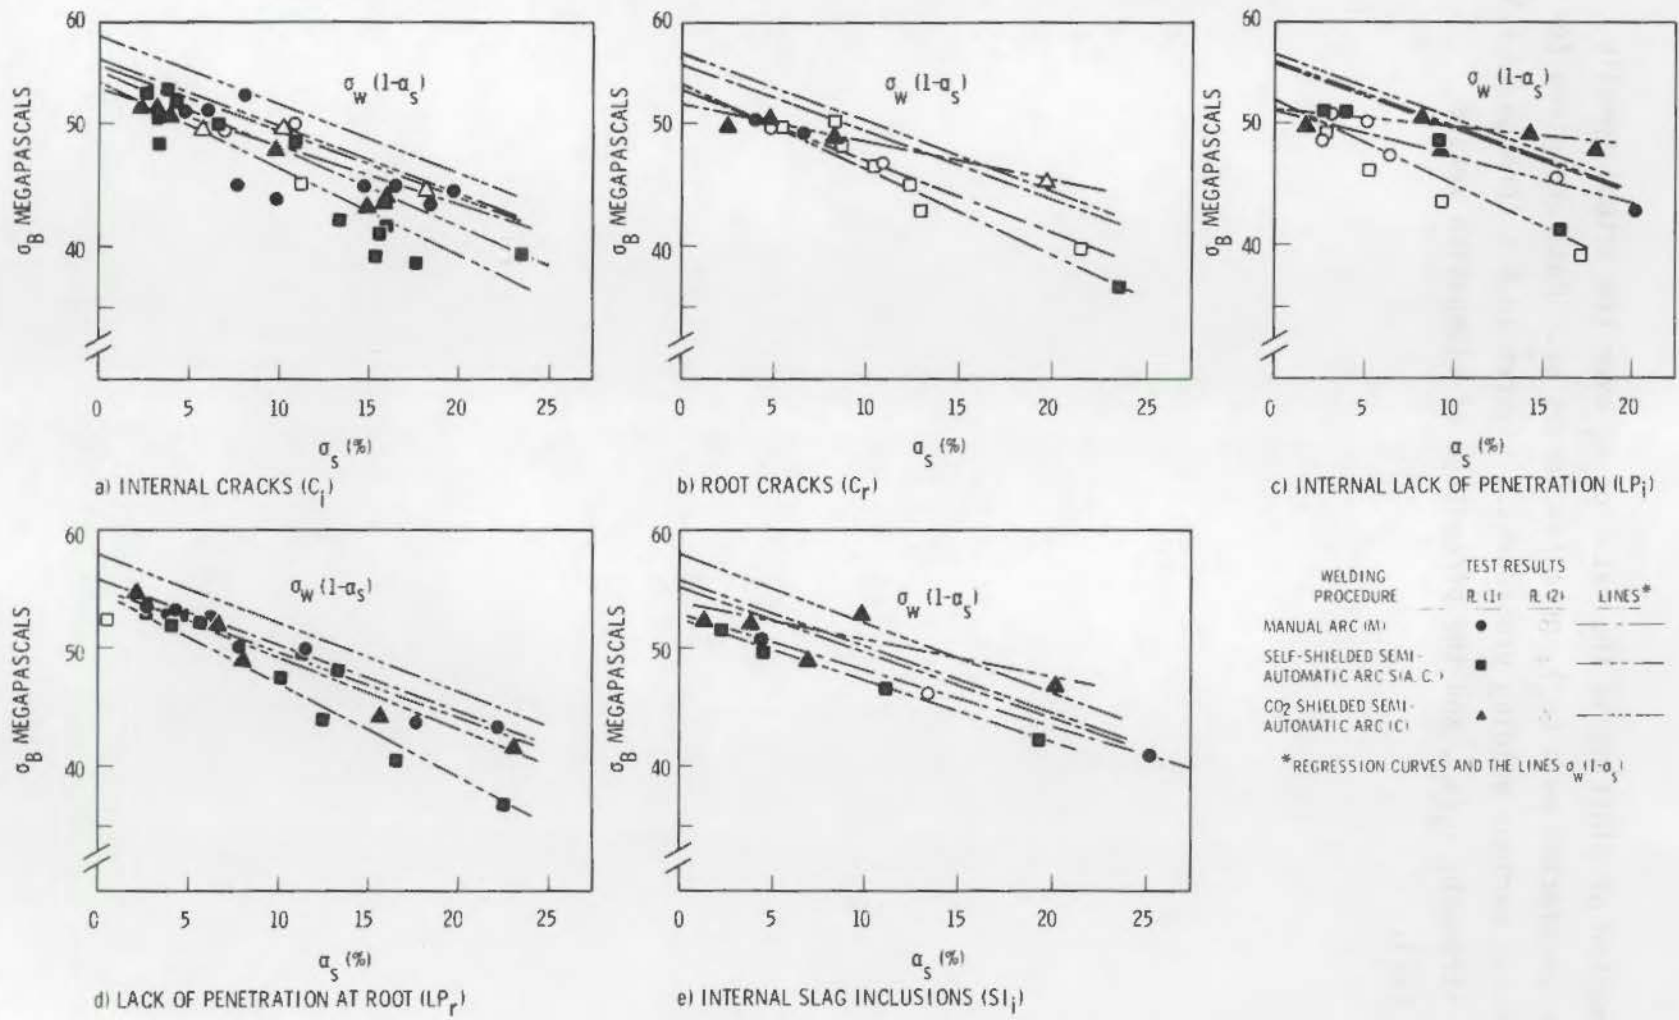 60
50
40
σ_B MEGAPASCALS
σ_w (1-α_s)
0 5 10 15 20 25
σ_s (%)
a) INTERNAL CRACKS (C_i)
60
50
40
σ_B MEGAPASCALS
σ_w (1-α_s)
0 5 10 15 20 25
α_s (%)
b) ROOT CRACKS (C_r)
60
50
40
σ_B MEGAPASCALS
σ_w (1-α_s)
0 5 10 15 20
α_s (%)
c) INTERNAL LACK OF PENETRATION (LP_i)
60
50
40
σ_B MEGAPASCALS
σ_w (1-α_s)
0 5 10 15 20 25
α_s (%)
d) LACK OF PENETRATION AT ROOT (LP_r)
60
50
40
σ_B MEGAPASCALS
σ_w (1-α_s)
0 5 10 15 20 25
α_s (%)
e) INTERNAL SLAG INCLUSIONS (SI_i)
TEST RESULTS
WELDING
PROCEDURE (1) (2) LINES*
MANUAL ARC (M)
SELF-SHIELDED SEMI-
AUTOMATIC ARC S(A.C.)
CO2 SHIELDED SEMI-
AUTOMATIC ARC (C)
*REGRESSION CURVES AND THE LINES σ_w (1-α_s)